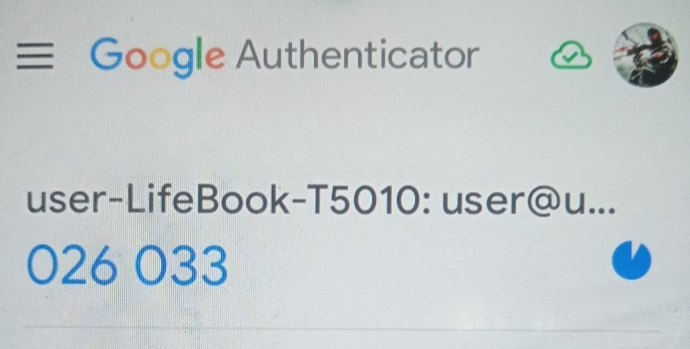 Google Authenticator
user-LifeBook-T5010: user@u...
026 033